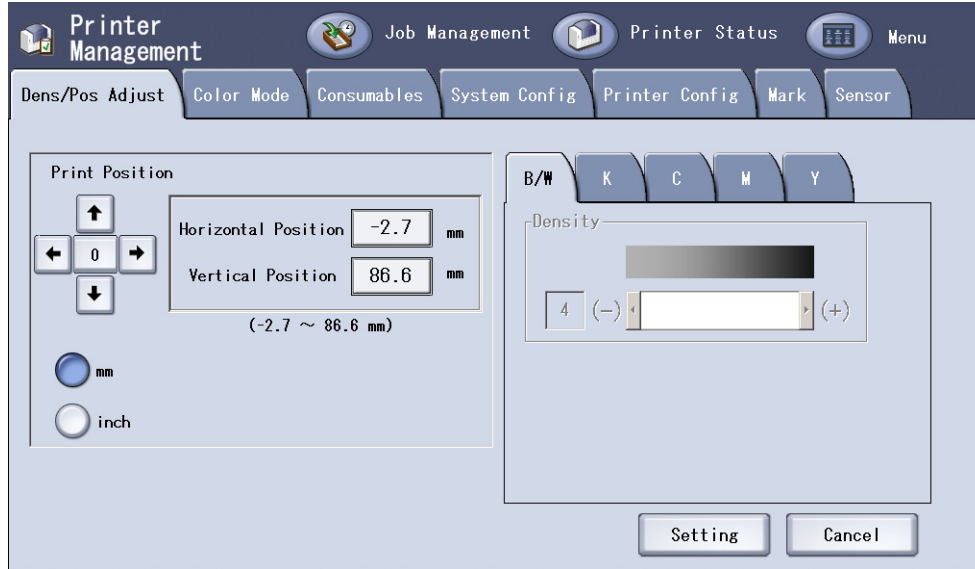 Printer
Management
Job Management
Printer Status
Menu
Dens/Pos Adjust
Color Mode
Consumables
System Config
Printer Config
Mark
Sensor
Print Position
0
Horizontal Position -2.7 mm
Vertical Position 86.6 mm
(-2.7 ～ 86.6 mm)
mm
inch
B/W
K
C
M
Y
Density
4 (-) (+)
Setting
Cancel